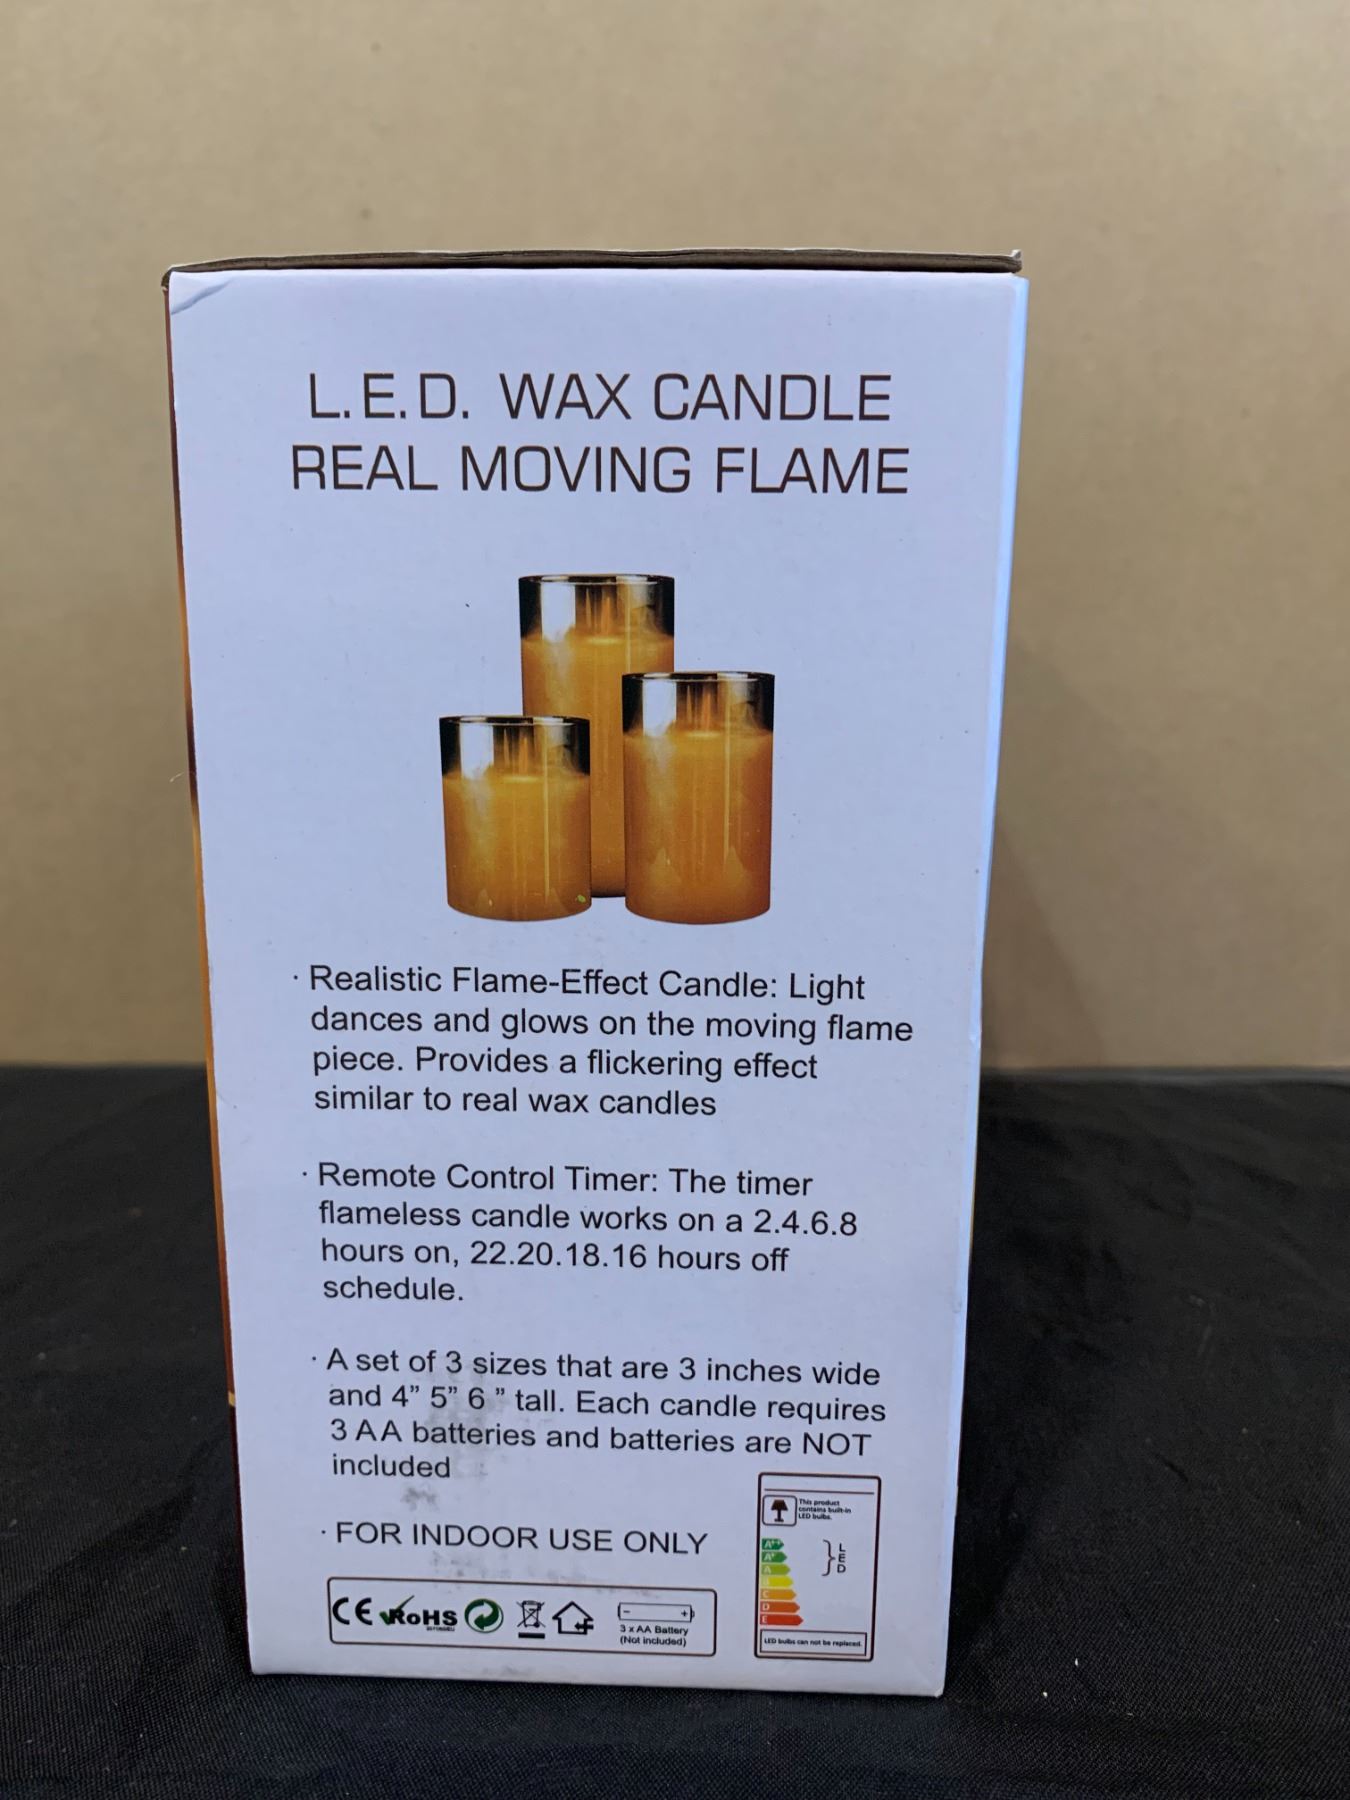 L.E.D. WAX CANDLE
REAL MOVING FLAME
· Realistic Flame-Effect Candle: Light
dances and glows on the moving flame
piece. Provides a flickering effect
similar to real wax candles
· Remote Control Timer: The timer
flameless candle works on a 2.4.6.8
hours on, 22.20.18.16 hours off
schedule.
· A set of 3 sizes that are 3 inches wide
and 4” 5” 6 ” tall. Each candle requires
3 AA batteries and batteries are NOT
included
· FOR INDOOR USE ONLY
CE RoHS
- +
3 x AA Battery
(Not included)
This product
contains built-in
LED bulbs.
A++
A+
A
B
C
D
E
LED
LED bulbs can not be replaced.